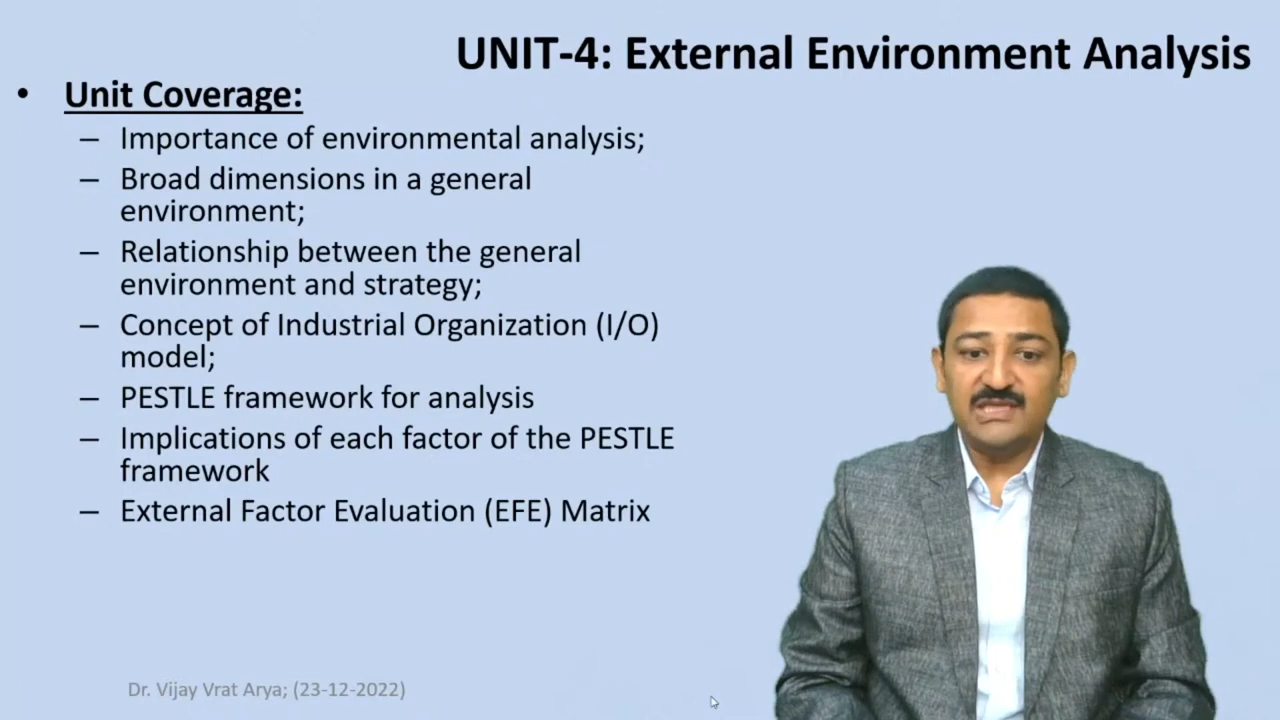 UNIT-4: External Environment Analysis
• Unit Coverage:
– Importance of environmental analysis;
– Broad dimensions in a general
environment;
– Relationship between the general
environment and strategy;
– Concept of Industrial Organization (I/O)
model;
– PESTLE framework for analysis
– Implications of each factor of the PESTLE
framework
– External Factor Evaluation (EFE) Matrix
Dr. Vijay Vrat Arya; (23-12-2022)